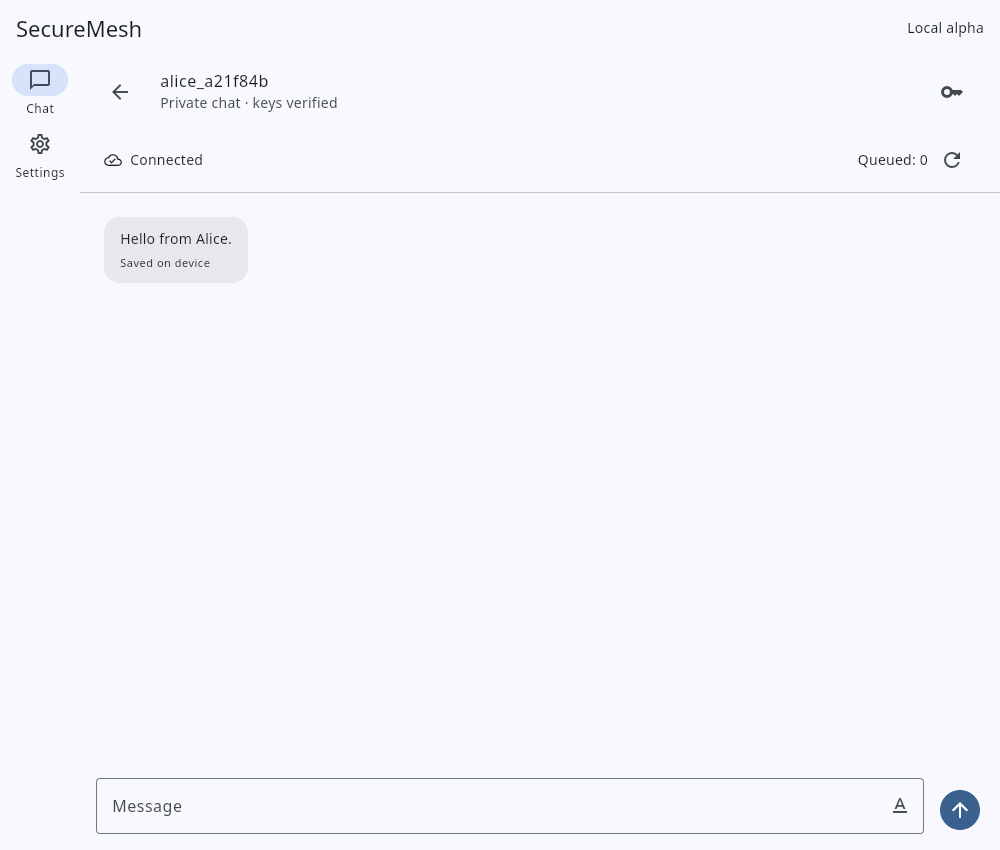 SecureMesh
Local alpha
Chat
Settings
alice_a21f84b
Private chat · keys verified
Connected
Queued: 0
Hello from Alice.
Saved on device
Message
A